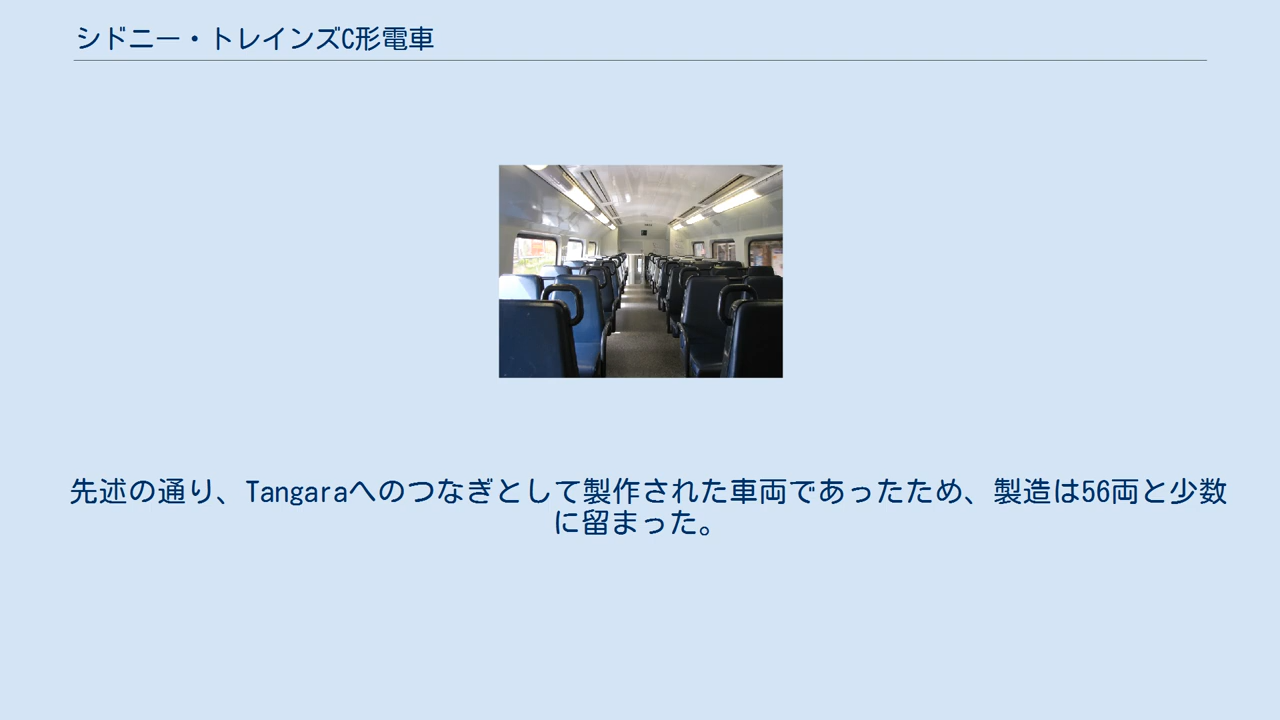 シドニー・トレインズC形電車
先述の通り、Tangaraへのつなぎとして製作された車両であったため、製造は56両と少数
に留まった。